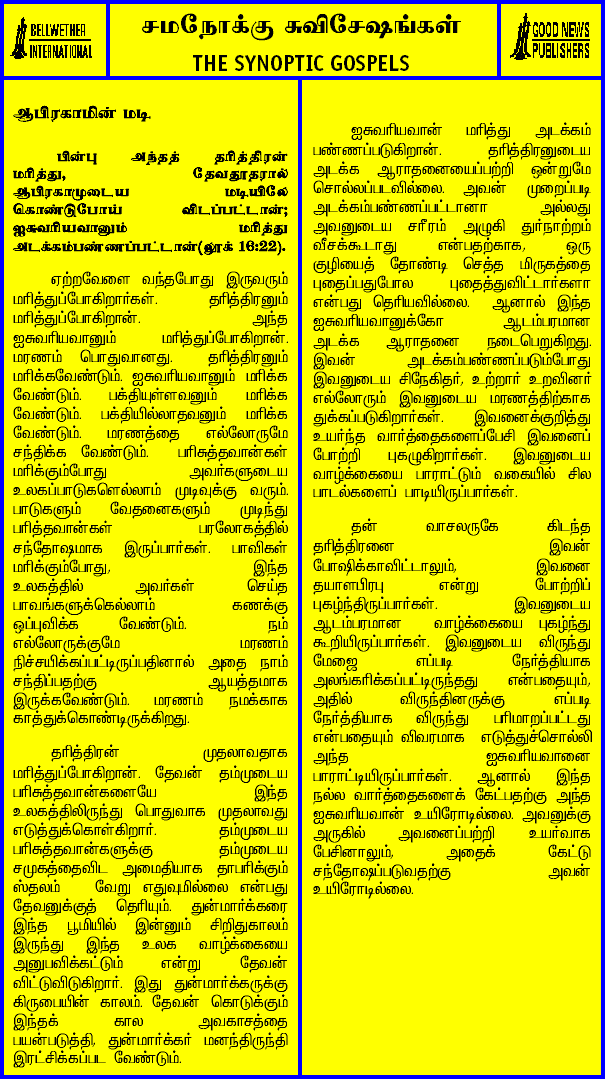 BELLWETHER
INTERNATIONAL
சமநோக்கு சுவிசேஷங்கள்
THE SYNOPTIC GOSPELS
GOOD NEWS
PUBLISHERS
ஆபிரகாமின் மடி.
பின்பு அந்தத் தரித்திரன்
மரித்து, தேவதூதரால்
ஆபிரகாமுடைய மடியிலே
கொண்டுபோய் விடப்பட்டான்;
ஐசுவரியவானும் மரித்து
அடக்கம்பண்ணப்பட்டான்(லூக் 16:22).
ஏற்றவேளை வந்தபோது இருவரும்
மரித்துப்போகிறார்கள். தரித்திரனும்
மரித்துப்போகிறான். அந்த
ஐசுவரியவானும் மரித்துப்போகிறான்.
மரணம் பொதுவானது. தரித்திரனும்
மரிக்கவேண்டும். ஐசுவரியவானும் மரிக்க
வேண்டும். பக்தியுள்ளவனும் மரிக்க
வேண்டும். பக்தியில்லாதவனும் மரிக்க
வேண்டும். மரணத்தை எல்லோருமே
சந்திக்க வேண்டும். பரிசுத்தவான்கள்
மரிக்கும்போது அவர்களுடைய
உலகப்பாடுகளெல்லாம் முடிவுக்கு வரும்.
பாடுகளும் வேதனைகளும் முடிந்து
பரித்தவான்கள் பரலோகத்தில்
சந்தோஷமாக இருப்பார்கள். பாவிகள்
மரிக்கும்போது, இந்த
உலகத்தில் அவர்கள் செய்த
பாவங்களுக்கெல்லாம் கணக்கு
ஒப்புவிக்க வேண்டும். நம்
எல்லோருக்குமே மரணம்
நிச்சயிக்கப்பட்டிருப்பதினால் அதை நாம்
சந்திப்பதற்கு ஆயத்தமாக
இருக்கவேண்டும். மரணம் நமக்காக
காத்துக்கொண்டிருக்கிறது.
தரித்திரன் முதலாவதாக
மரித்துப்போகிறான். தேவன் தம்முடைய
பரிசுத்தவான்களையே இந்த
உலகத்திலிருந்து பொதுவாக முதலாவது
எடுத்துக்கொள்கிறார். தம்முடைய
பரிசுத்தவான்களுக்கு தம்முடைய
சமுகத்தைவிட அமைதியாக தாபரிக்கும்
ஸ்தலம் வேறு எதுவுமில்லை என்பது
தேவனுக்குத் தெரியும். துன்மார்க்கரை
இந்த பூமியில் இன்னும் சிறிதுகாலம்
இருந்து இந்த உலக வாழ்க்கையை
அனுபவிக்கட்டும் என்று தேவன்
விட்டுவிடுகிறார். இது துன்மார்க்கருக்கு
கிருபையின் காலம். தேவன் கொடுக்கும்
இந்தக் கால அவகாசத்தை
பயன்படுத்தி, துன்மார்க்கர் மனந்திருந்தி
இரட்சிக்கப்பட வேண்டும்.
ஐசுவரியவான் மரித்து அடக்கம்
பண்ணப்படுகிறான். தரித்திரனுடைய
அடக்க ஆராதனையைப்பற்றி ஒன்றுமே
சொல்லப்படவில்லை. அவன் முறைப்படி
அடக்கம்பண்ணப்பட்டானா அல்லது
அவனுடைய சரீரம் அழுகி துர்நாற்றம்
வீசக்கூடாது என்பதற்காக, ஒரு
குழியைத் தோண்டி செத்த மிருகத்தை
புதைப்பதுபோல புதைத்துவிட்டார்களா
என்பது தெரியவில்லை. ஆனால் இந்த
ஐசுவரியவானுக்கோ ஆடம்பரமான
அடக்க ஆராதனை நடைபெறுகிறது.
இவன் அடக்கம்பண்ணப்படும்போது
இவனுடைய சிநேகிதர், உற்றார் உறவினர்
எல்லோரும் இவனுடைய மரணத்திற்காக
துக்கப்படுகிறார்கள். இவனைக்குறித்து
உயர்ந்த வார்த்தைகளைப்பேசி இவனைப்
போற்றி புகழுகிறார்கள். இவனுடைய
வாழ்க்கையை பாராட்டும் வகையில் சில
பாடல்களைப் பாடியிருப்பார்கள்.
தன் வாசலருகே கிடந்த
தரித்திரனை இவன்
போஷிக்காவிட்டாலும், இவனை
தயாளபிரபு என்று போற்றிப்
புகழ்ந்திருப்பார்கள். இவனுடைய
ஆடம்பரமான வாழ்க்கையை புகழ்ந்து
கூறியிருப்பார்கள். இவனுடைய விருந்து
மேஜை எப்படி நேர்த்தியாக
அலங்கரிக்கப்பட்டிருந்தது என்பதையும்,
அதில் விருந்தினருக்கு எப்படி
நேர்த்தியாக விருந்து பரிமாறப்பட்டது
என்பதையும் விவரமாக எடுத்துச்சொல்லி
அந்த ஐசுவரியவானை
பாராட்டியிருப்பார்கள். ஆனால் இந்த
நல்ல வார்த்தைகளைக் கேட்பதற்கு அந்த
ஐசுவரியவான் உயிரோடில்லை. அவனுக்கு
அருகில் அவனைப்பற்றி உயர்வாக
பேசினாலும், அதைக் கேட்டு
சந்தோஷப்படுவதற்கு அவன்
உயிரோடில்லை.